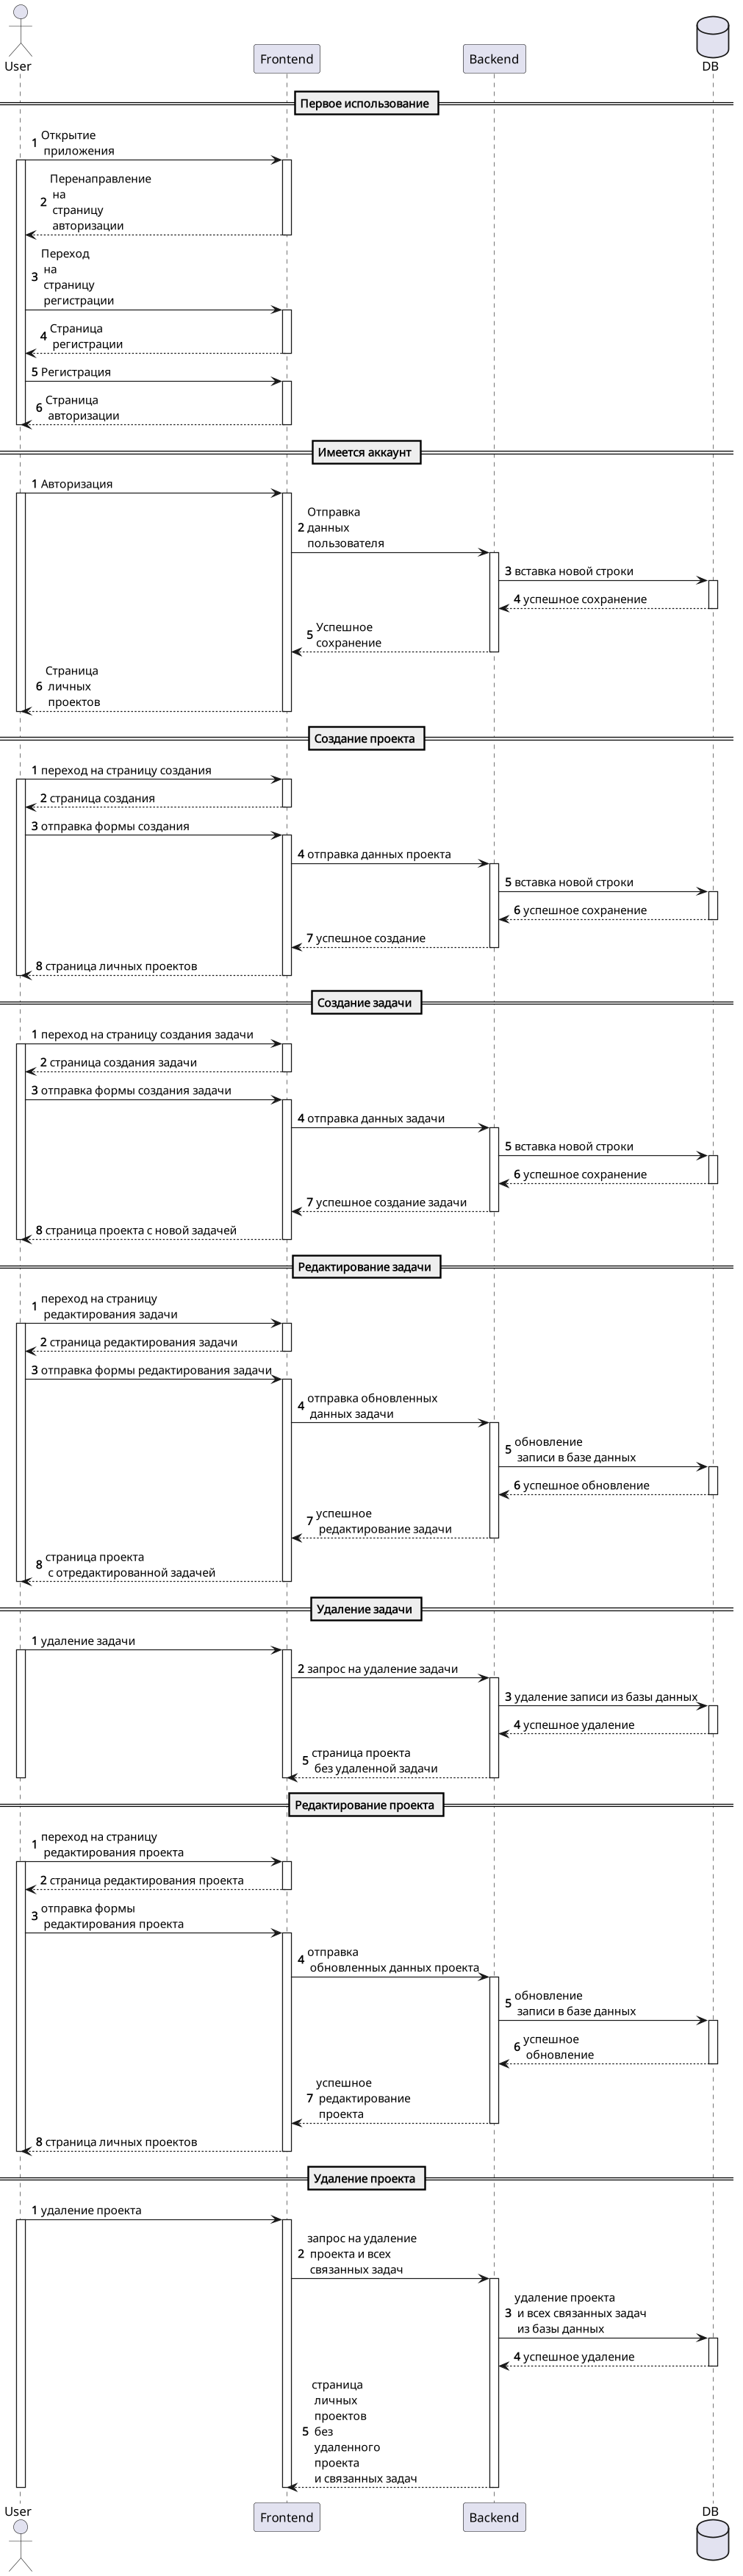 User
Frontend
Backend
DB
Первое использование
1 Открытие
приложения
2 Перенаправление
на
страницу
авторизации
3 Переход
на
страницу
регистрации
4 Страница
регистрации
5 Регистрация
6 Страница
авторизации
Имеется аккаунт
1 Авторизация
2 Отправка
данных
пользователя
3 вставка новой строки
4 успешное сохранение
5 Успешное
сохранение
6 Страница
личных
проектов
Создание проекта
1 переход на страницу создания
2 страница создания
3 отправка формы создания
4 отправка данных проекта
5 вставка новой строки
6 успешное сохранение
7 успешное создание
8 страница личных проектов
Создание задачи
1 переход на страницу создания задачи
2 страница создания задачи
3 отправка формы создания задачи
4 отправка данных задачи
5 вставка новой строки
6 успешное сохранение
7 успешное создание задачи
8 страница проекта с новой задачей
Редактирование задачи
1 переход на страницу
редактирования задачи
2 страница редактирования задачи
3 отправка формы редактирования задачи
4 отправка обновленных
данных задачи
5 обновление
записи в базе данных
6 успешное обновление
7 успешное
редактирование задачи
8 страница проекта
с отредактированной задачей
Удаление задачи
1 удаление задачи
2 запрос на удаление задачи
3 удаление записи из базы данных
4 успешное удаление
5 страница проекта
без удаленной задачи
Редактирование проекта
1 переход на страницу
редактирования проекта
2 страница редактирования проекта
3 отправка формы
редактирования проекта
4 отправка
обновленных данных проекта
5 обновление
записи в базе данных
6 успешное
обновление
7 успешное
редактирование
проекта
8 страница личных проектов
Удаление проекта
1 удаление проекта
2 запрос на удаление
проекта и всех
связанных задач
3 удаление проекта
и всех связанных задач
из базы данных
4 успешное удаление
5 страница
личных
проектов
без
удаленного
проекта
и связанных задач
User
Frontend
Backend
DB